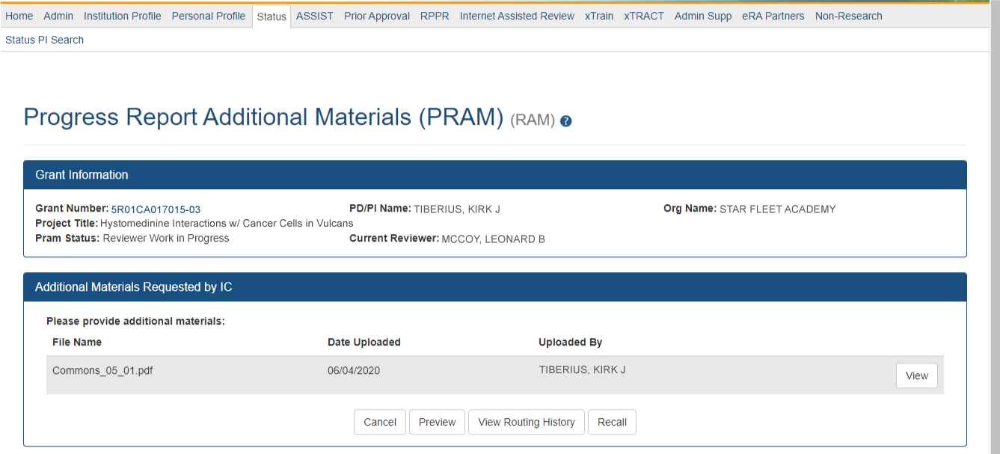 Home Admin Institution Profile Personal Profile Status ASSIST Prior Approval RPPR Internet Assisted Review xTrain xTRACT Admin Supp eRA Partners Non-Research
Status PI Search
Progress Report Additional Materials (PRAM) (RAM) ?
Grant Information
Grant Number: 5R01CA017015-03 PD/PI Name: TIBERIUS, KIRK J Org Name: STAR FLEET ACADEMY
Project Title: Hystomedinine Interactions w/ Cancer Cells in Vulcans
Pram Status: Reviewer Work in Progress Current Reviewer: MCCOY, LEONARD B
Additional Materials Requested by IC
Please provide additional materials:
File Name Date Uploaded Uploaded By
Commons_05_01.pdf 06/04/2020 TIBERIUS, KIRK J View
Cancel Preview View Routing History Recall